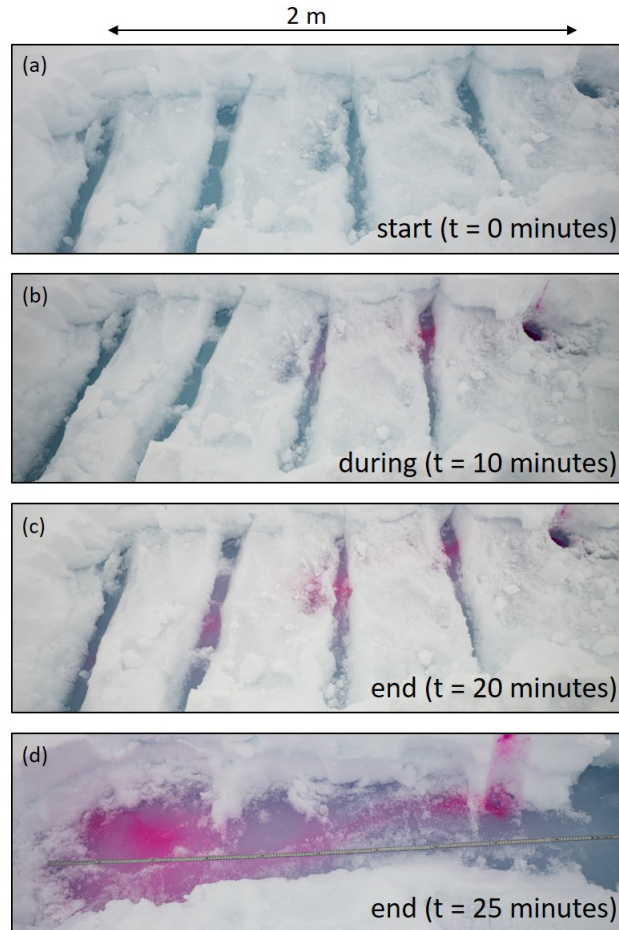 2 m
(a)
start (t = 0 minutes)
(b)
during (t = 10 minutes)
(c)
end (t = 20 minutes)
(d)
end (t = 25 minutes)